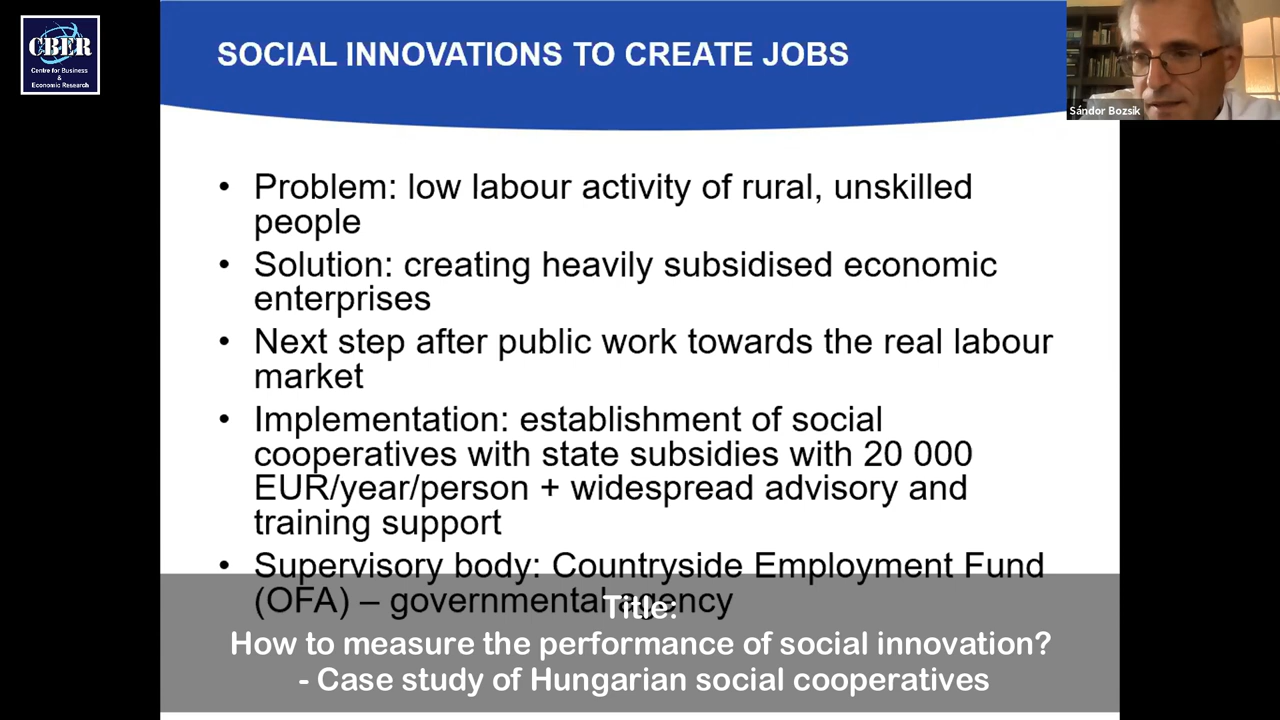 CBER
Centre for Business
&
Economic Research
SOCIAL INNOVATIONS TO CREATE JOBS
Sándor Bozsik
• Problem: low labour activity of rural, unskilled
people
• Solution: creating heavily subsidised economic
enterprises
• Next step after public work towards the real labour
market
• Implementation: establishment of social
cooperatives with state subsidies with 20 000
EUR/year/person + widespread advisory and
training support
• Supervisory body: Countryside Employment Fund
(OFA) – governmental agency
Title:
How to measure the performance of social innovation?
- Case study of Hungarian social cooperatives